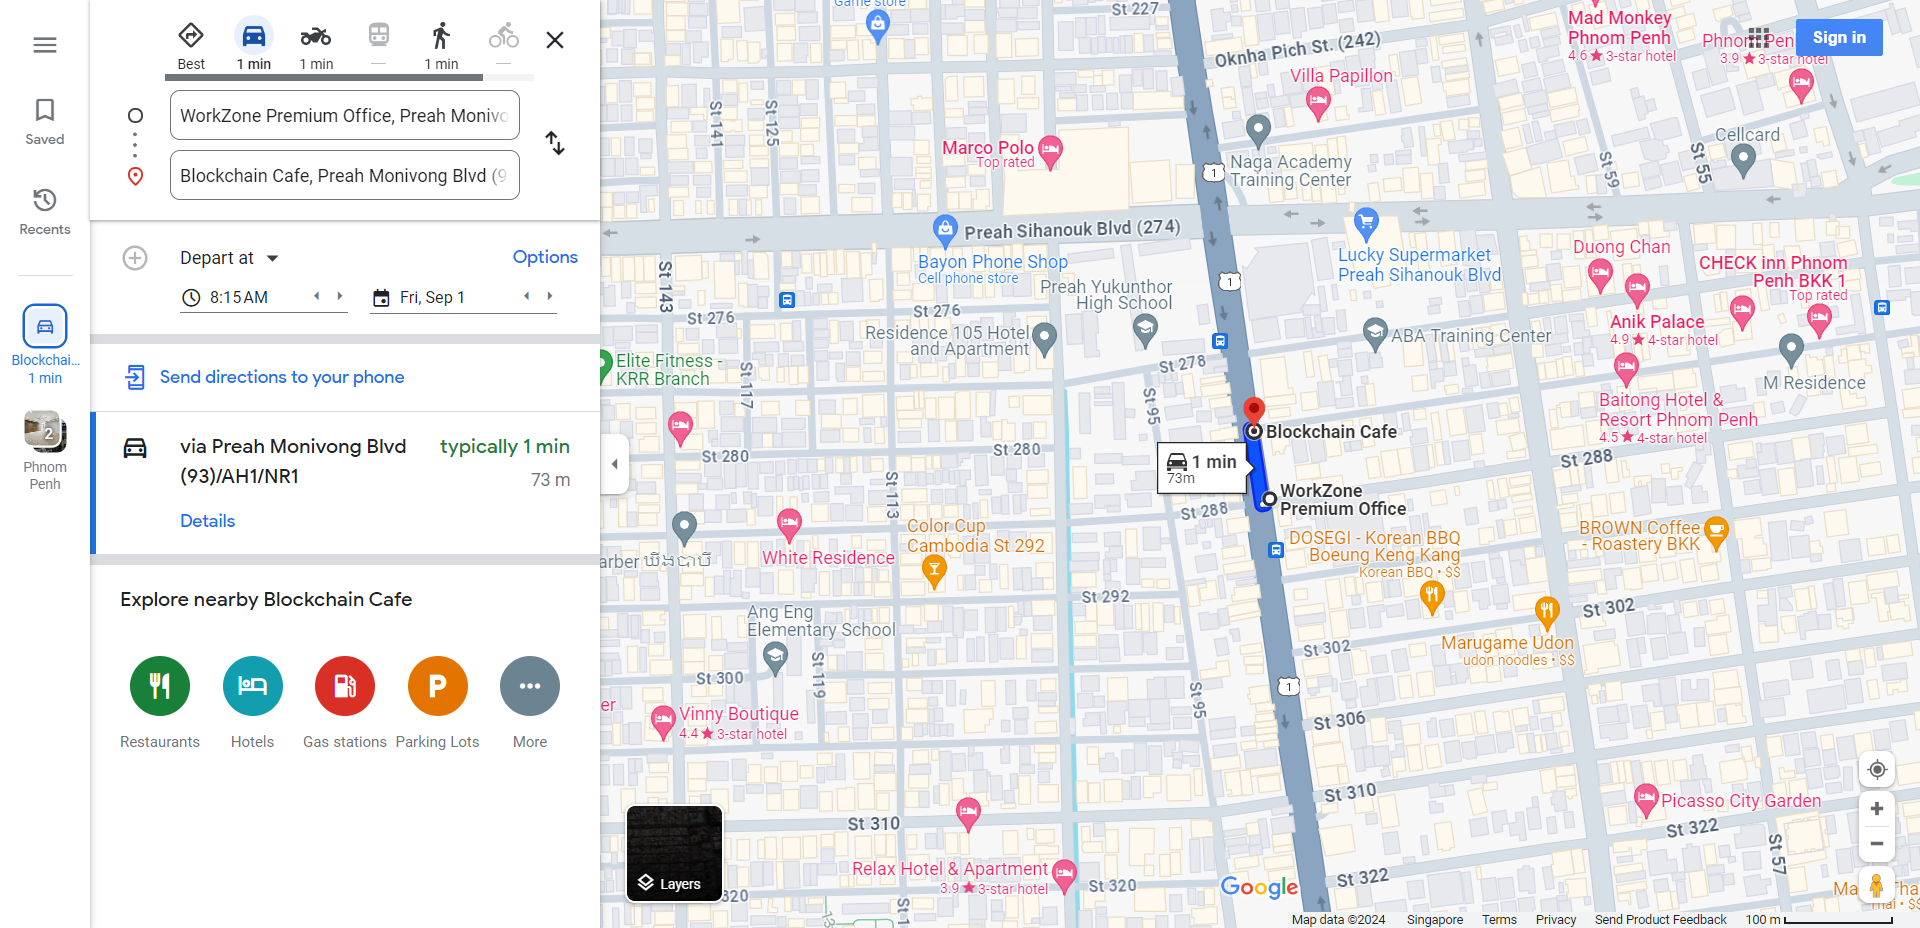 Best
1 min
1 min
—
1 min
—
WorkZone Premium Office, Preah Monivo
Blockchain Cafe, Preah Monivong Blvd (9
Saved
Recents
Blockchai...
1 min
2
Phnom
Penh
Depart at
Options
8:15 AM
Fri, Sep 1
Send directions to your phone
via Preah Monivong Blvd
(93)/AH1/NR1
typically 1 min
73 m
Details
Explore nearby Blockchain Cafe
Restaurants
Hotels
Gas stations
P
Parking Lots
More
Layers
Game store
St 227
Oknha Pich St. (242)
Mad Monkey
Phnom Penh
4.6 ★ 3-star hotel
Phnom Pen
3.9 ★ 3-star hotel
Sign in
Villa Papillon
St 141
St 125
Marco Polo
Top rated
Naga Academy
Training Center
Cellcard
St 59
St 55
1
Preah Sihanouk Blvd (274)
Bayon Phone Shop
Cell phone store
Lucky Supermarket
Preah Sihanouk Blvd
Duong Chan
CHECK inn Phnom
Penh BKK 1
Top rated
1
St 143
Preah Yukunthor
High School
St 276
St 276
Residence 105 Hotel
and Apartment
ABA Training Center
Anik Palace
4.9 ★ 4-star hotel
Elite Fitness -
KRR Branch
St 117
St 278
St 95
M Residence
Baitong Hotel &
Resort Phnom Penh
4.5 ★ 4-star hotel
Blockchain Cafe
St 280
St 280
1 min
73m
St 288
St 113
WorkZone
Premium Office
St 288
Color Cup
Cambodia St 292
White Residence
DOSEGI - Korean BBQ
Boeung Keng Kang
Korean BBQ • $$
BROWN Coffee
- Roastery BKK
St 292
St 302
Ang Eng
Elementary School
St 302
Marugame Udon
udon noodles • $$
St 119
St 300
1
St 95
er
Vinny Boutique
4.4 ★ 3-star hotel
St 306
St 310
St 310
Picasso City Garden
St 322
St 57
Relax Hotel & Apartment
3.9 ★ 3-star hotel
St 320
320
St 322
St 1
Google
Map data ©2024
Singapore
Terms
Privacy
Send Product Feedback
100 m